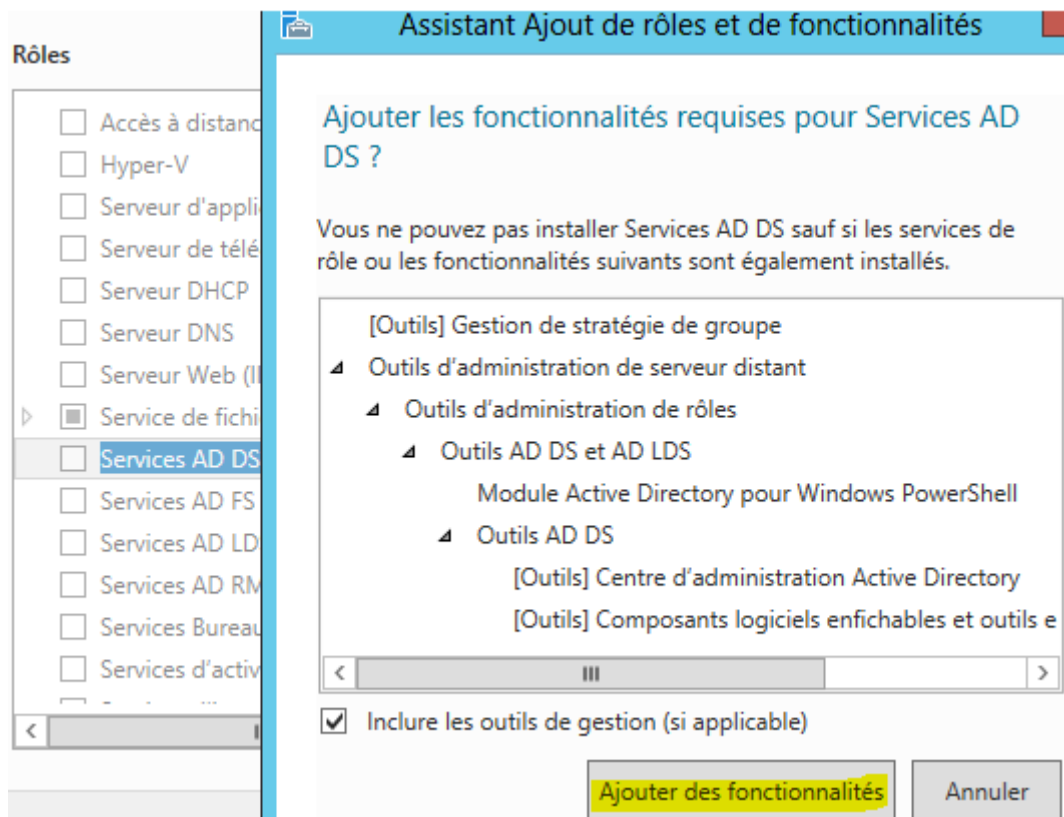 Assistant Ajout de rôles et de fonctionnalités
Rôles
Accès à distanc
Hyper-V
Serveur d'appli
Serveur de télé
Serveur DHCP
Serveur DNS
Serveur Web (II
Service de fichi
Services AD DS
Services AD FS
Services AD LD
Services AD RM
Services Bureau
Services d'activ
Ajouter les fonctionnalités requises pour Services AD
DS ?
Vous ne pouvez pas installer Services AD DS sauf si les services de
rôle ou les fonctionnalités suivants sont également installés.
[Outils] Gestion de stratégie de groupe
Outils d'administration de serveur distant
Outils d'administration de rôles
Outils AD DS et AD LDS
Module Active Directory pour Windows PowerShell
Outils AD DS
[Outils] Centre d'administration Active Directory
[Outils] Composants logiciels enfichables et outils e
Inclure les outils de gestion (si applicable)
Ajouter des fonctionnalités
Annuler